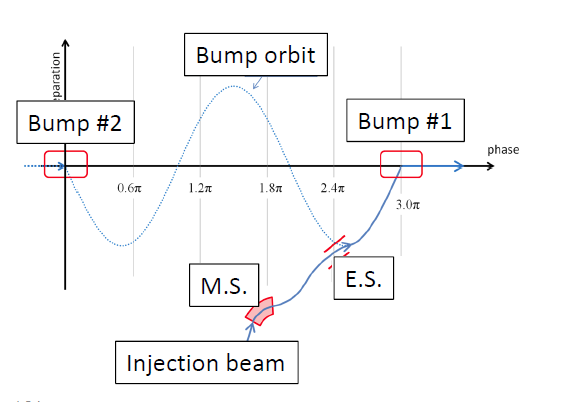 Bump orbit
paration
Bump #2
Bump #1
phase
0.6π
1.2π
1.8π
2.4π
3.0π
M.S.
E.S.
Injection beam